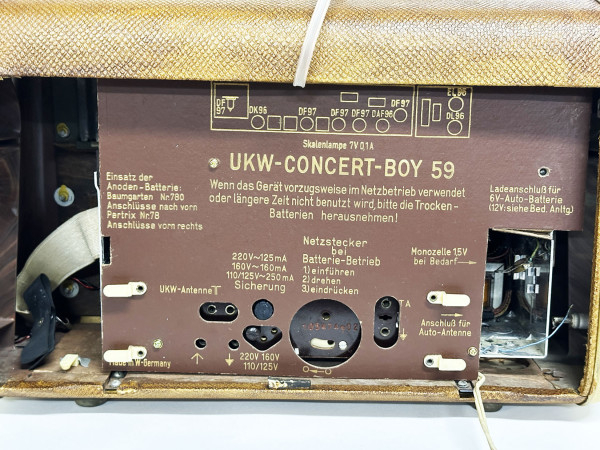 DF
97
DK96
DF97
DF97
DAF96
DF97
DL96
Skalenlampe 7V 0,1A
UKW-CONCERT-BOY 59
Wenn das Gerät vorzugsweise im Netzbetrieb verwendet
oder längere Zeit nicht benutzt wird, bitte die Trocken-
Batterien herausnehmen!
Einsatz der
Anoden-Batterie:
Baumgarten Nr.780
Anschlüsse nach vorn
Pertrix Nr.78
Anschlüsse vorn rechts
Ladeanschluß für
6V-Auto-Batterie
(12V:siehe Bed. Anltg)
Netzstecker
bei
Batterie-Betrieb
1) einführen
2) drehen
3) eindrücken
220V~125mA
160V~160mA
110/125V~250mA
Sicherung
Monozelle 1,5V
bei Bedarf
UKW-Antenne
A
Anschluß für
Auto-Antenne
220V 160V
110/125V
Made in W-Germany